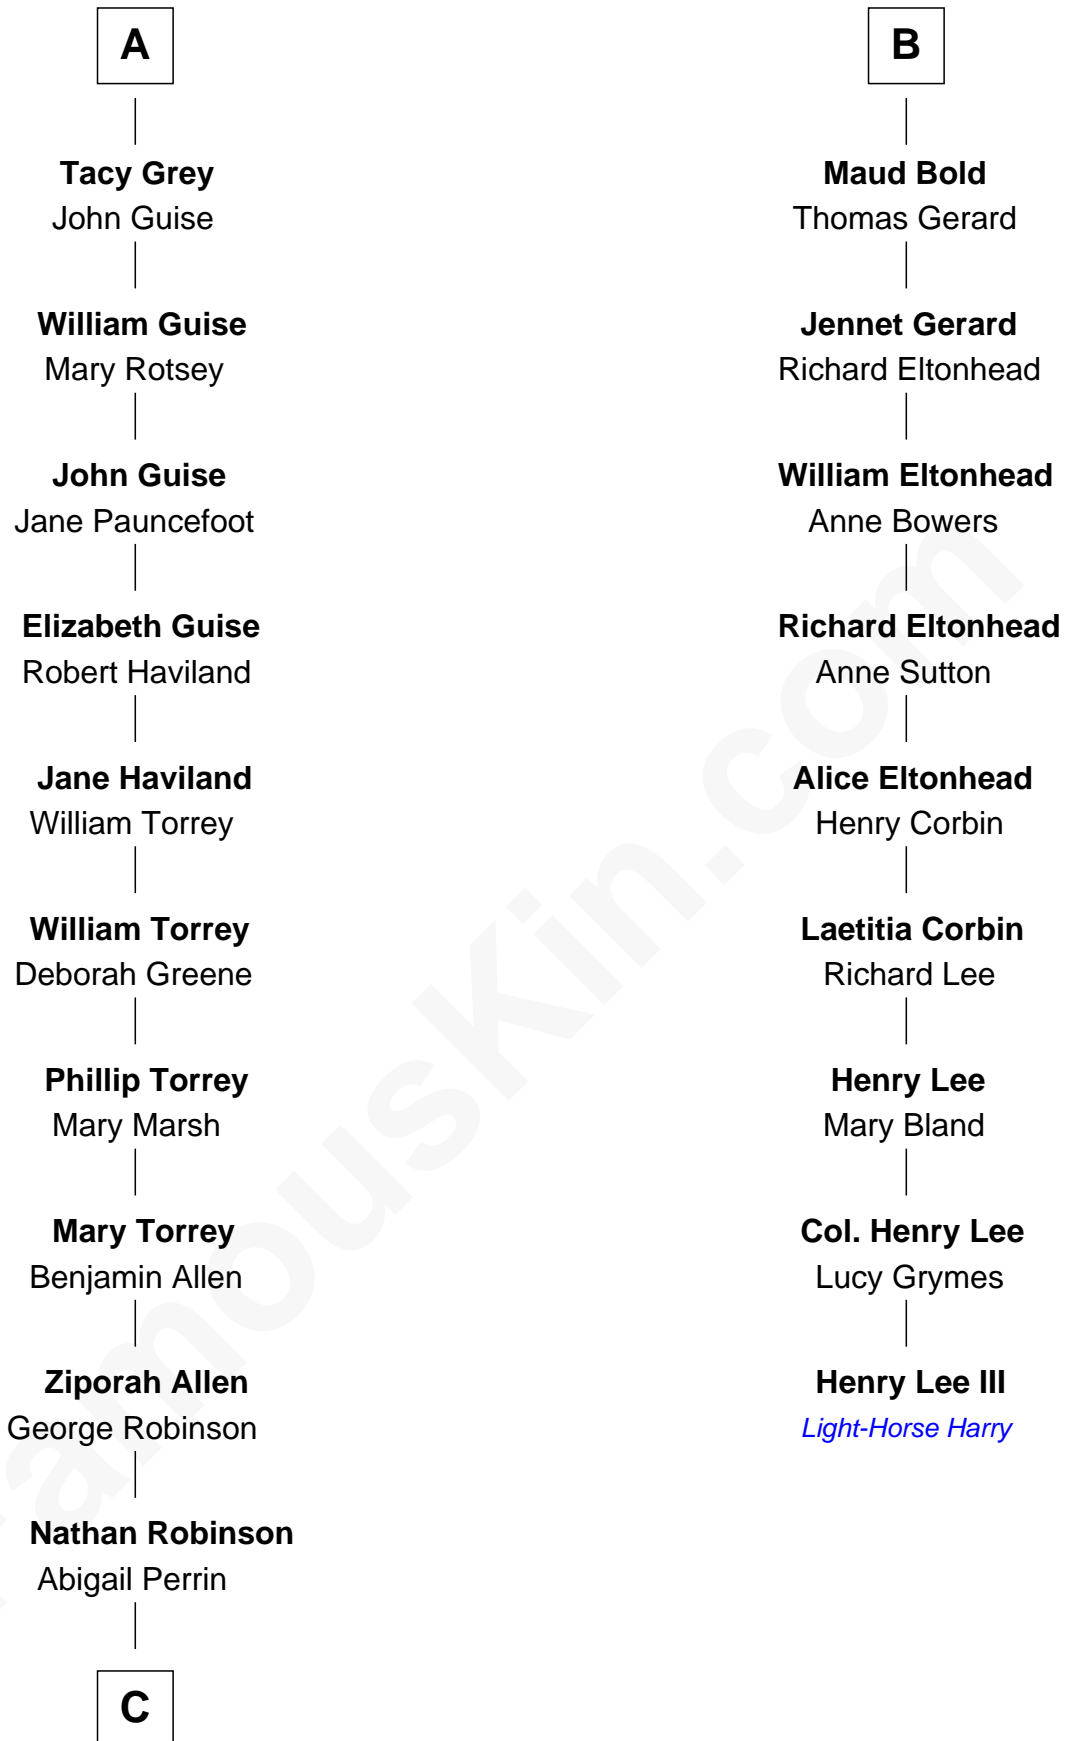 A
Tacy Grey
John Guise
William Guise
Mary Rotsey
John Guise
Jane Pauncefoot
Elizabeth Guise
Robert Haviland
Jane Haviland
William Torrey
William Torrey
Deborah Greene
Phillip Torrey
Mary Marsh
Mary Torrey
Benjamin Allen
Ziporah Allen
George Robinson
Nathan Robinson
Abigail Perrin
C
B
Maud Bold
Thomas Gerard
Jennet Gerard
Richard Eltonhead
William Eltonhead
Anne Bowers
Richard Eltonhead
Anne Sutton
Alice Eltonhead
Henry Corbin
Laetitia Corbin
Richard Lee
Henry Lee
Mary Bland
Col. Henry Lee
Lucy Grymes
Henry Lee III
Light-Horse Harry
FamousKin.com